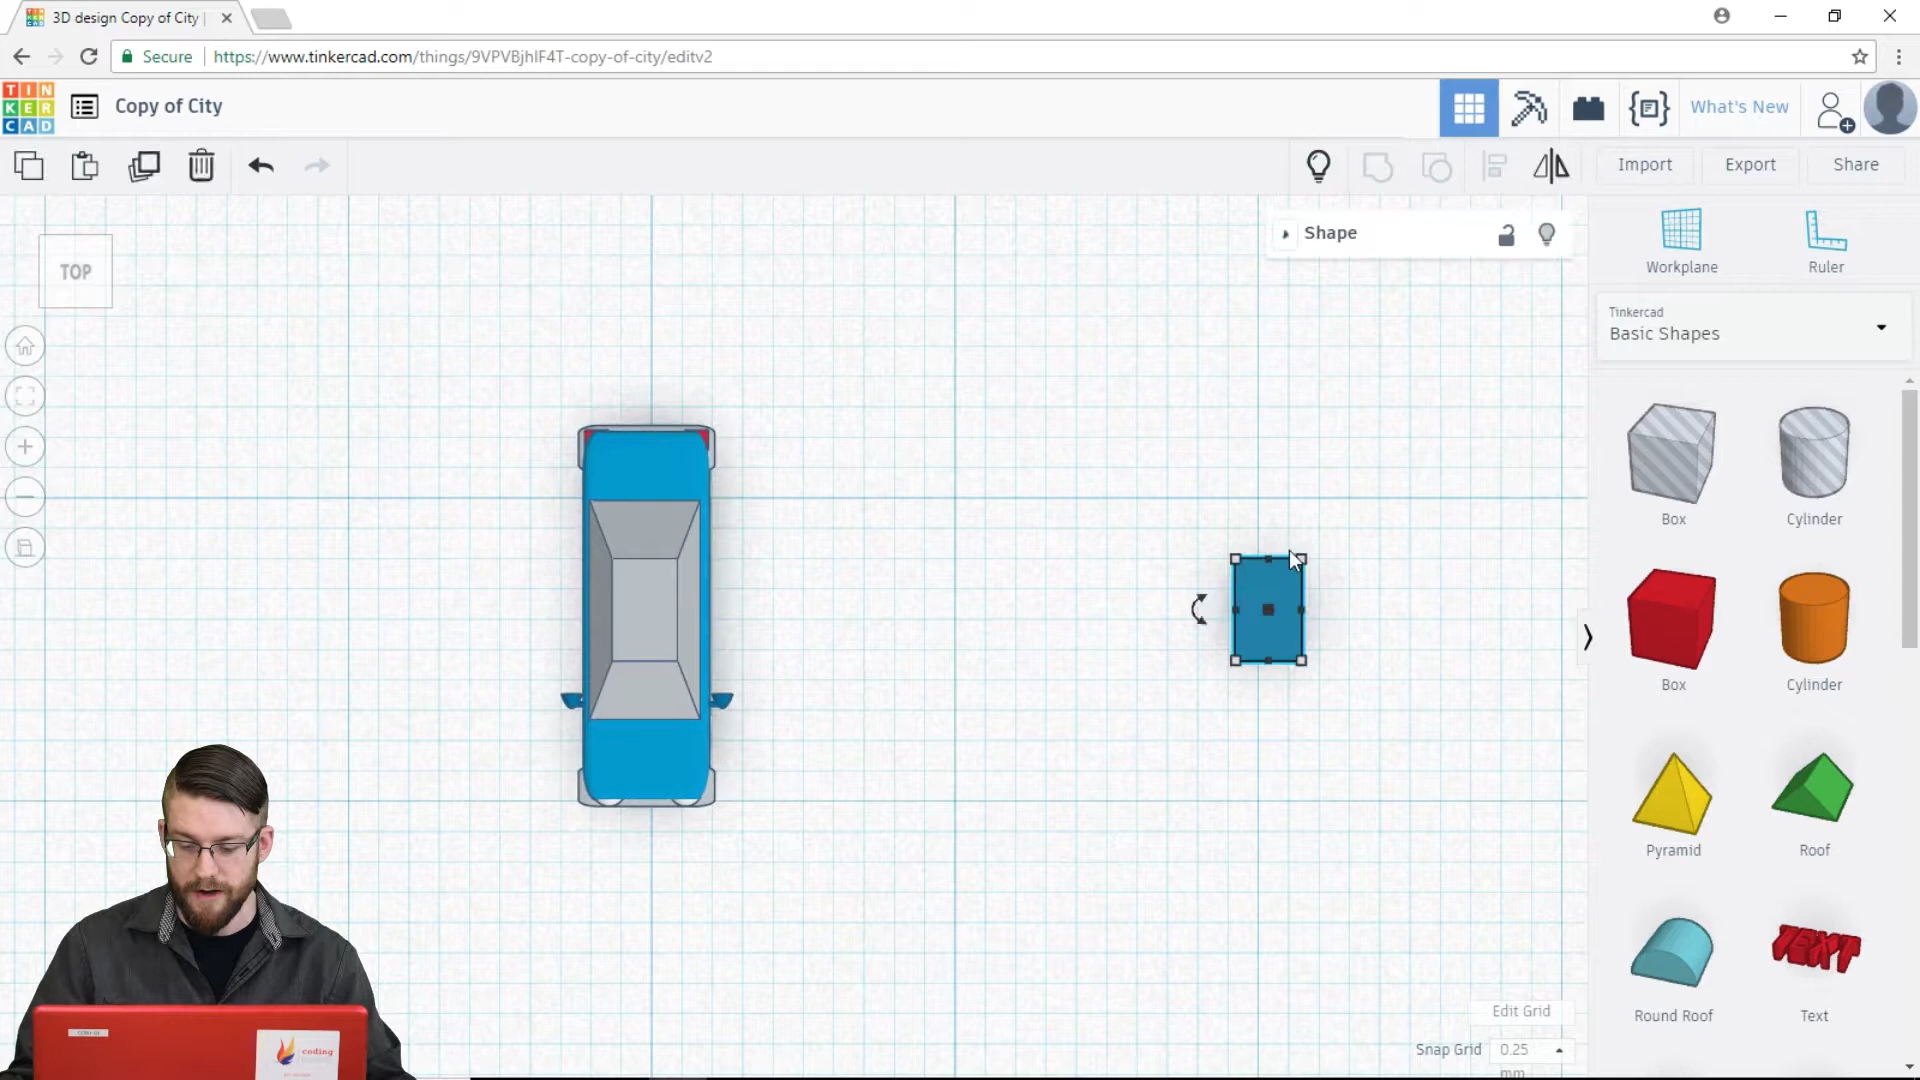 3D design Copy of City |
Secure
https://www.tinkercad.com/things/9VPVBjhlF4T-copy-of-city/editv2
TIN
KER
CAD
Copy of City
What's New
Import
Export
Share
TOP
Shape
Workplane
Ruler
Tinkercad
Basic Shapes
Box
Cylinder
Box
Cylinder
Pyramid
Roof
TEXT
Round Roof
Text
Edit Grid
Snap Grid
0.25
mm
coding